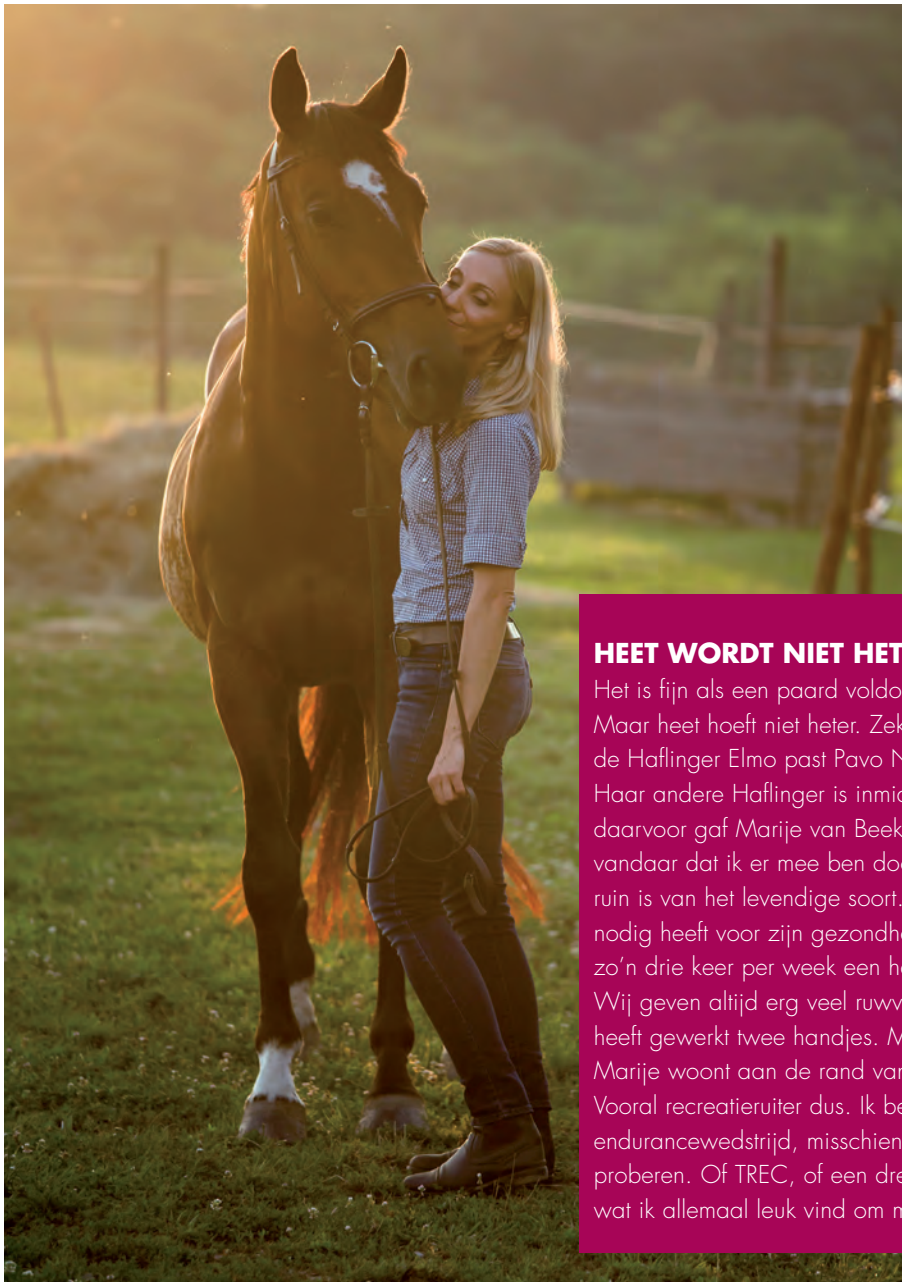 HEET WORDT NIET HET
Het is fijn als een paard voldo
Maar heet hoeft niet heter. Zek
de Haflinger Elmo past Pavo N
Haar andere Haflinger is inmid
daarvoor gaf Marije van Beek
vandaar dat ik er mee ben doo
ruin is van het levendige soort.
nodig heeft voor zijn gezondhe
zo’n drie keer per week een ha
Wij geven altijd erg veel ruwv
heeft gewerkt twee handjes. M
Marije woont aan de rand van
Vooral recreatieruiter dus. Ik be
endurancewedstrijd, misschien
proberen. Of TREC, of een dre
wat ik allemaal leuk vind om m